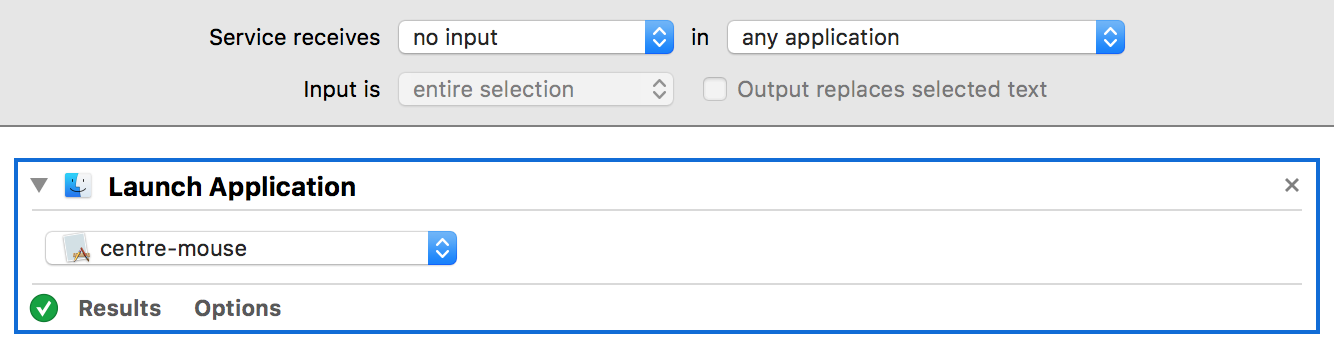 Service receives no input in any application
Input is entire selection Output replaces selected text
Launch Application
centre-mouse
Results Options